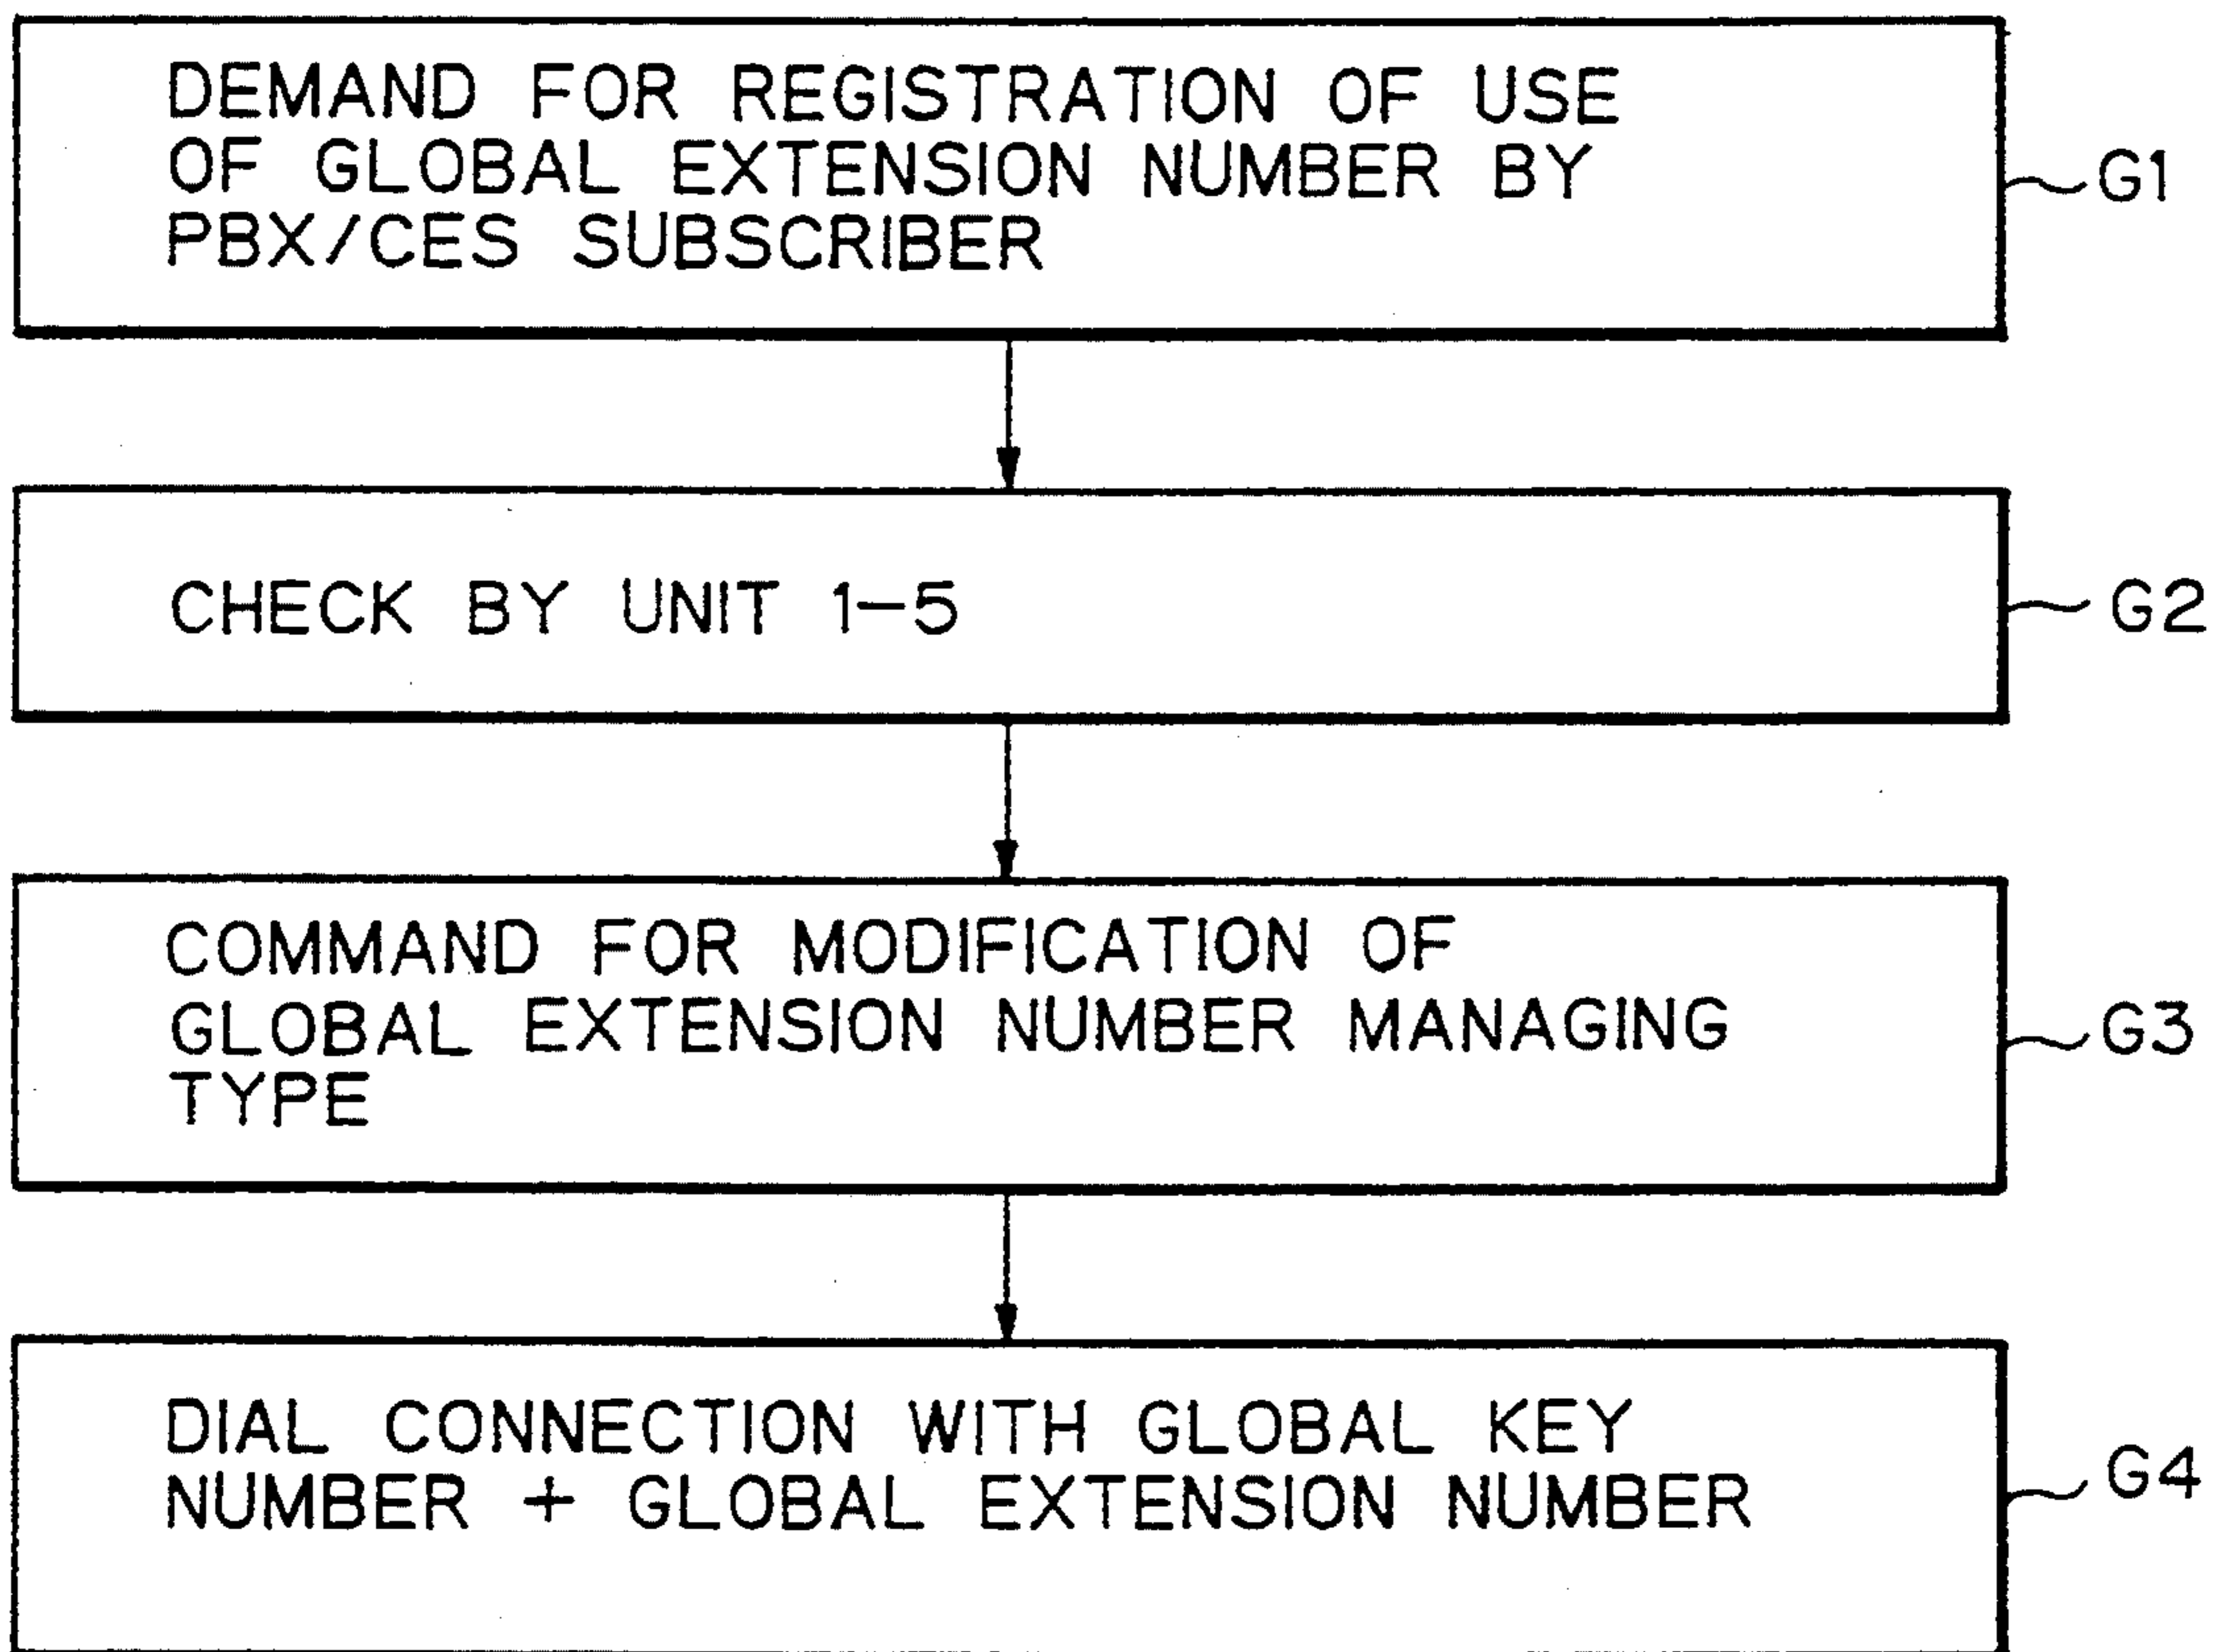 DEMAND FOR REGISTRATION OF USE
OF GLOBAL EXTENSION NUMBER BY
PBX/CES SUBSCRIBER
G1
CHECK BY UNIT 1-5
G2
COMMAND FOR MODIFICATION OF
GLOBAL EXTENSION NUMBER MANAGING
TYPE
G3
DIAL CONNECTION WITH GLOBAL KEY
NUMBER + GLOBAL EXTENSION NUMBER
G4